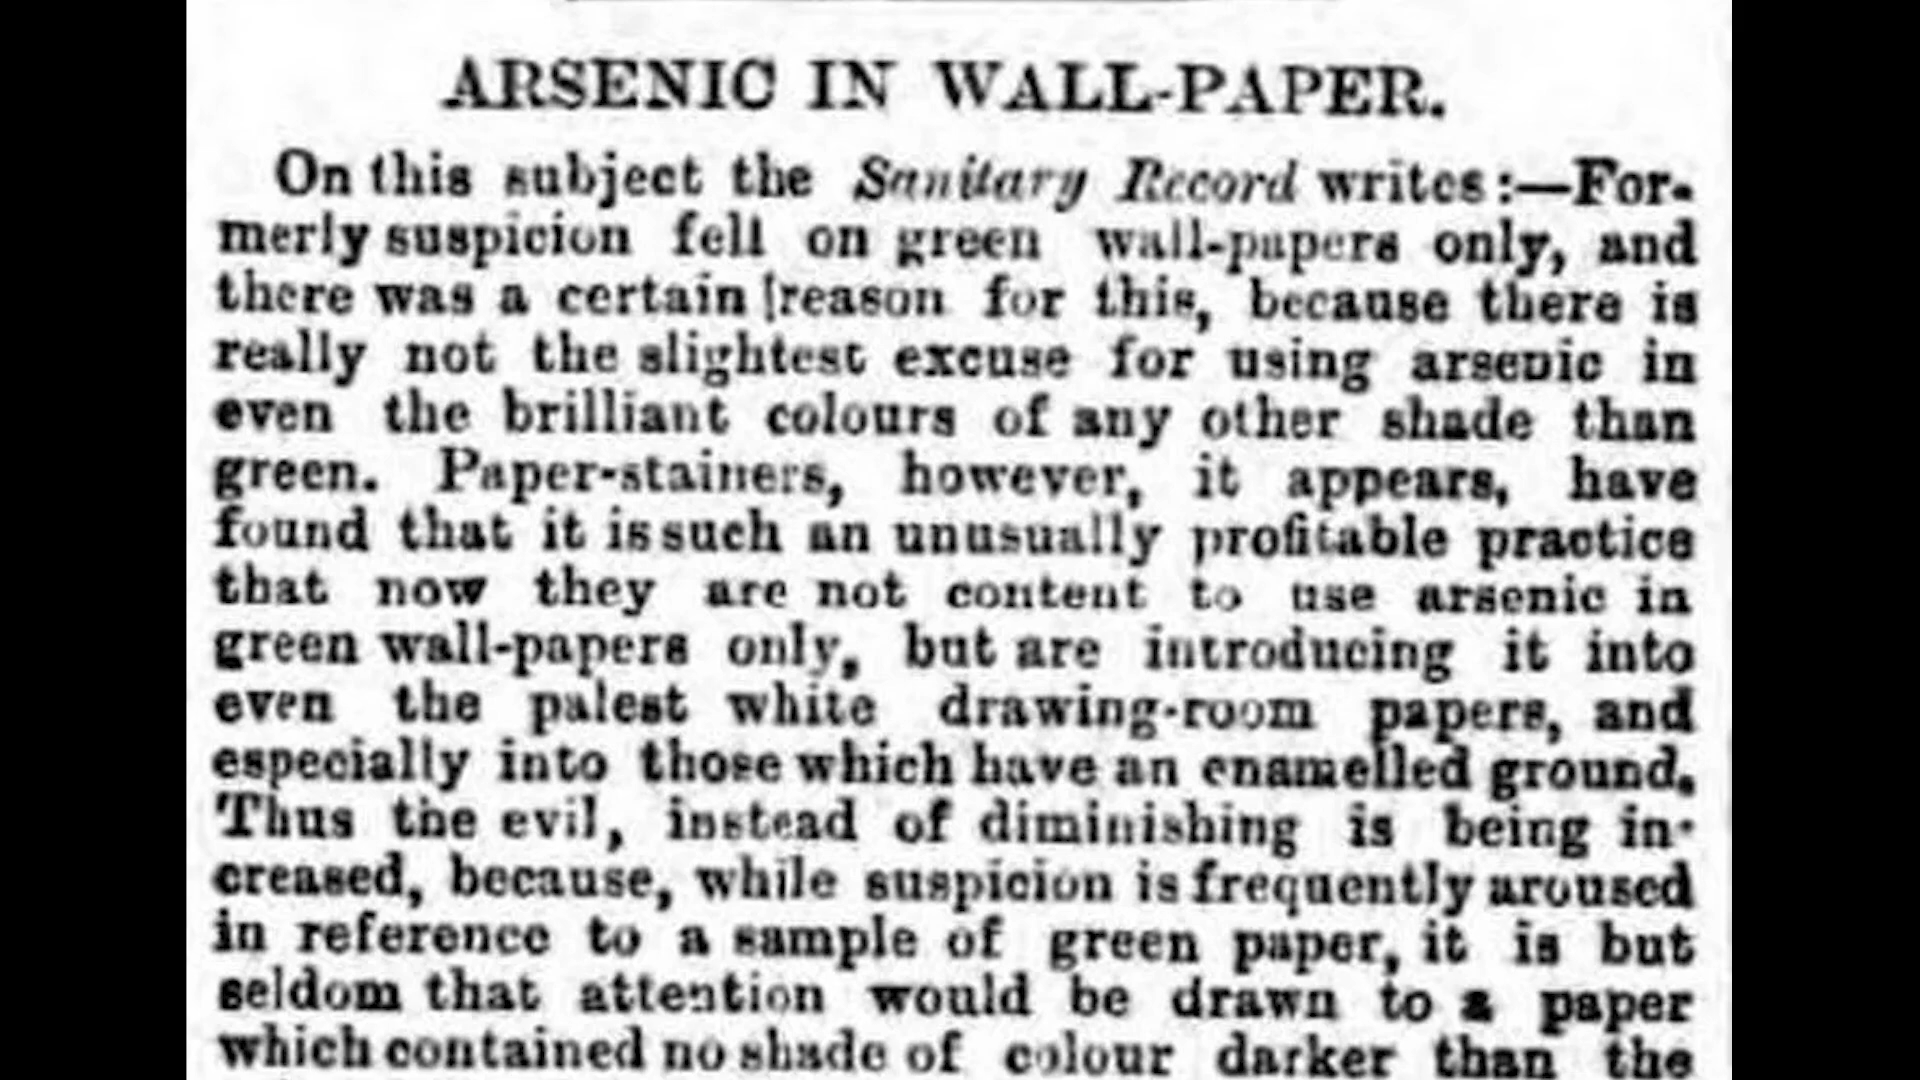 ARSENIC IN WALL-PAPER.
On this subject the Sanitary Record writes:—For-
merly suspicion fell on green wall-papers only, and
there was a certain reason for this, because there is
really not the slightest excuse for using arsenic in
even the brilliant colours of any other shade than
green. Paper-stainers, however, it appears, have
found that it is such an unusually profitable practice
that now they are not content to use arsenic in
green wall-papers only, but are introducing it into
even the palest white drawing-room papers, and
especially into those which have an enamelled ground.
Thus the evil, instead of diminishing is being in-
creased, because, while suspicion is frequently aroused
in reference to a sample of green paper, it is but
seldom that attention would be drawn to a paper
which contained no shade of colour darker than the